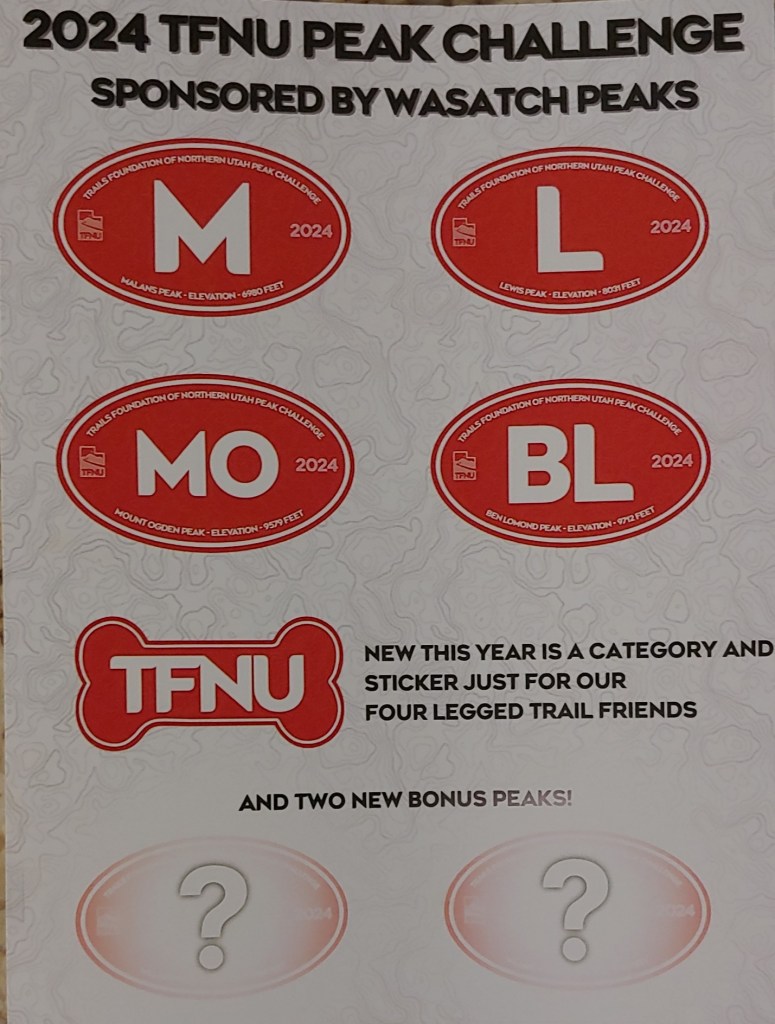 2024 TFNU PEAK CHALLENGE
SPONSORED BY WASATCH PEAKS
TRAILS FOUNDATION OF NORTHERN UTAH PEAK CHALLENGE
TFNU
M
2024
MALANS PEAK - ELEVATION - 6980 FEET
TRAILS FOUNDATION OF NORTHERN UTAH PEAK CHALLENGE
TFNU
L
2024
LEWIS PEAK - ELEVATION - 8031 FEET
TRAILS FOUNDATION OF NORTHERN UTAH PEAK CHALLENGE
TFNU
MO
2024
MOUNT OGDEN PEAK - ELEVATION - 9579 FEET
TRAILS FOUNDATION OF NORTHERN UTAH PEAK CHALLENGE
TFNU
BL
2024
BEN LOMOND PEAK - ELEVATION - 9712 FEET
TFNU
NEW THIS YEAR IS A CATEGORY AND
STICKER JUST FOR OUR
FOUR LEGGED TRAIL FRIENDS
AND TWO NEW BONUS PEAKS!
?
2024
?
2024